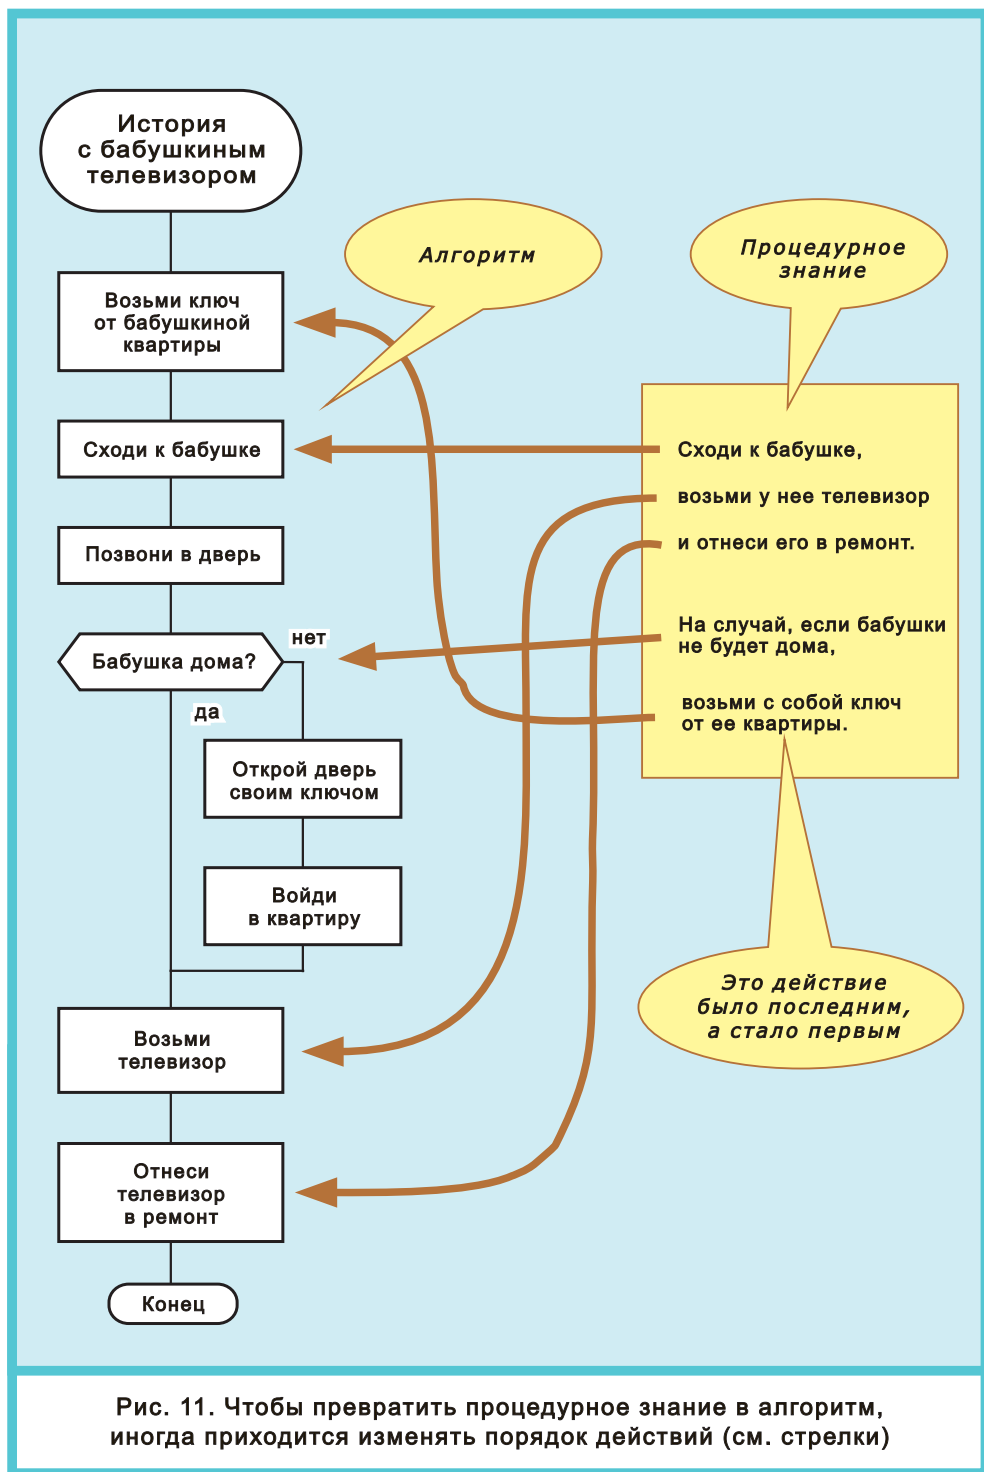 История
с бабушкиным
телевизором
Возьми ключ
от бабушкиной
квартиры
Сходи к бабушке
Позвони в дверь
Бабушка дома?
нет
да
Открой дверь
своим ключом
Войди
в квартиру
Возьми
телевизор
Отнеси
телевизор
в ремонт
Конец
Алгоритм
Процедурное
знание
Сходи к бабушке,
возьми у нее телевизор
и отнеси его в ремонт.
На случай, если бабушки
не будет дома,
возьми с собой ключ
от ее квартиры.
Это действие
было последним,
а стало первым
Рис. 11. Чтобы превратить процедурное знание в алгоритм,
иногда приходится изменять порядок действий (см. стрелки)